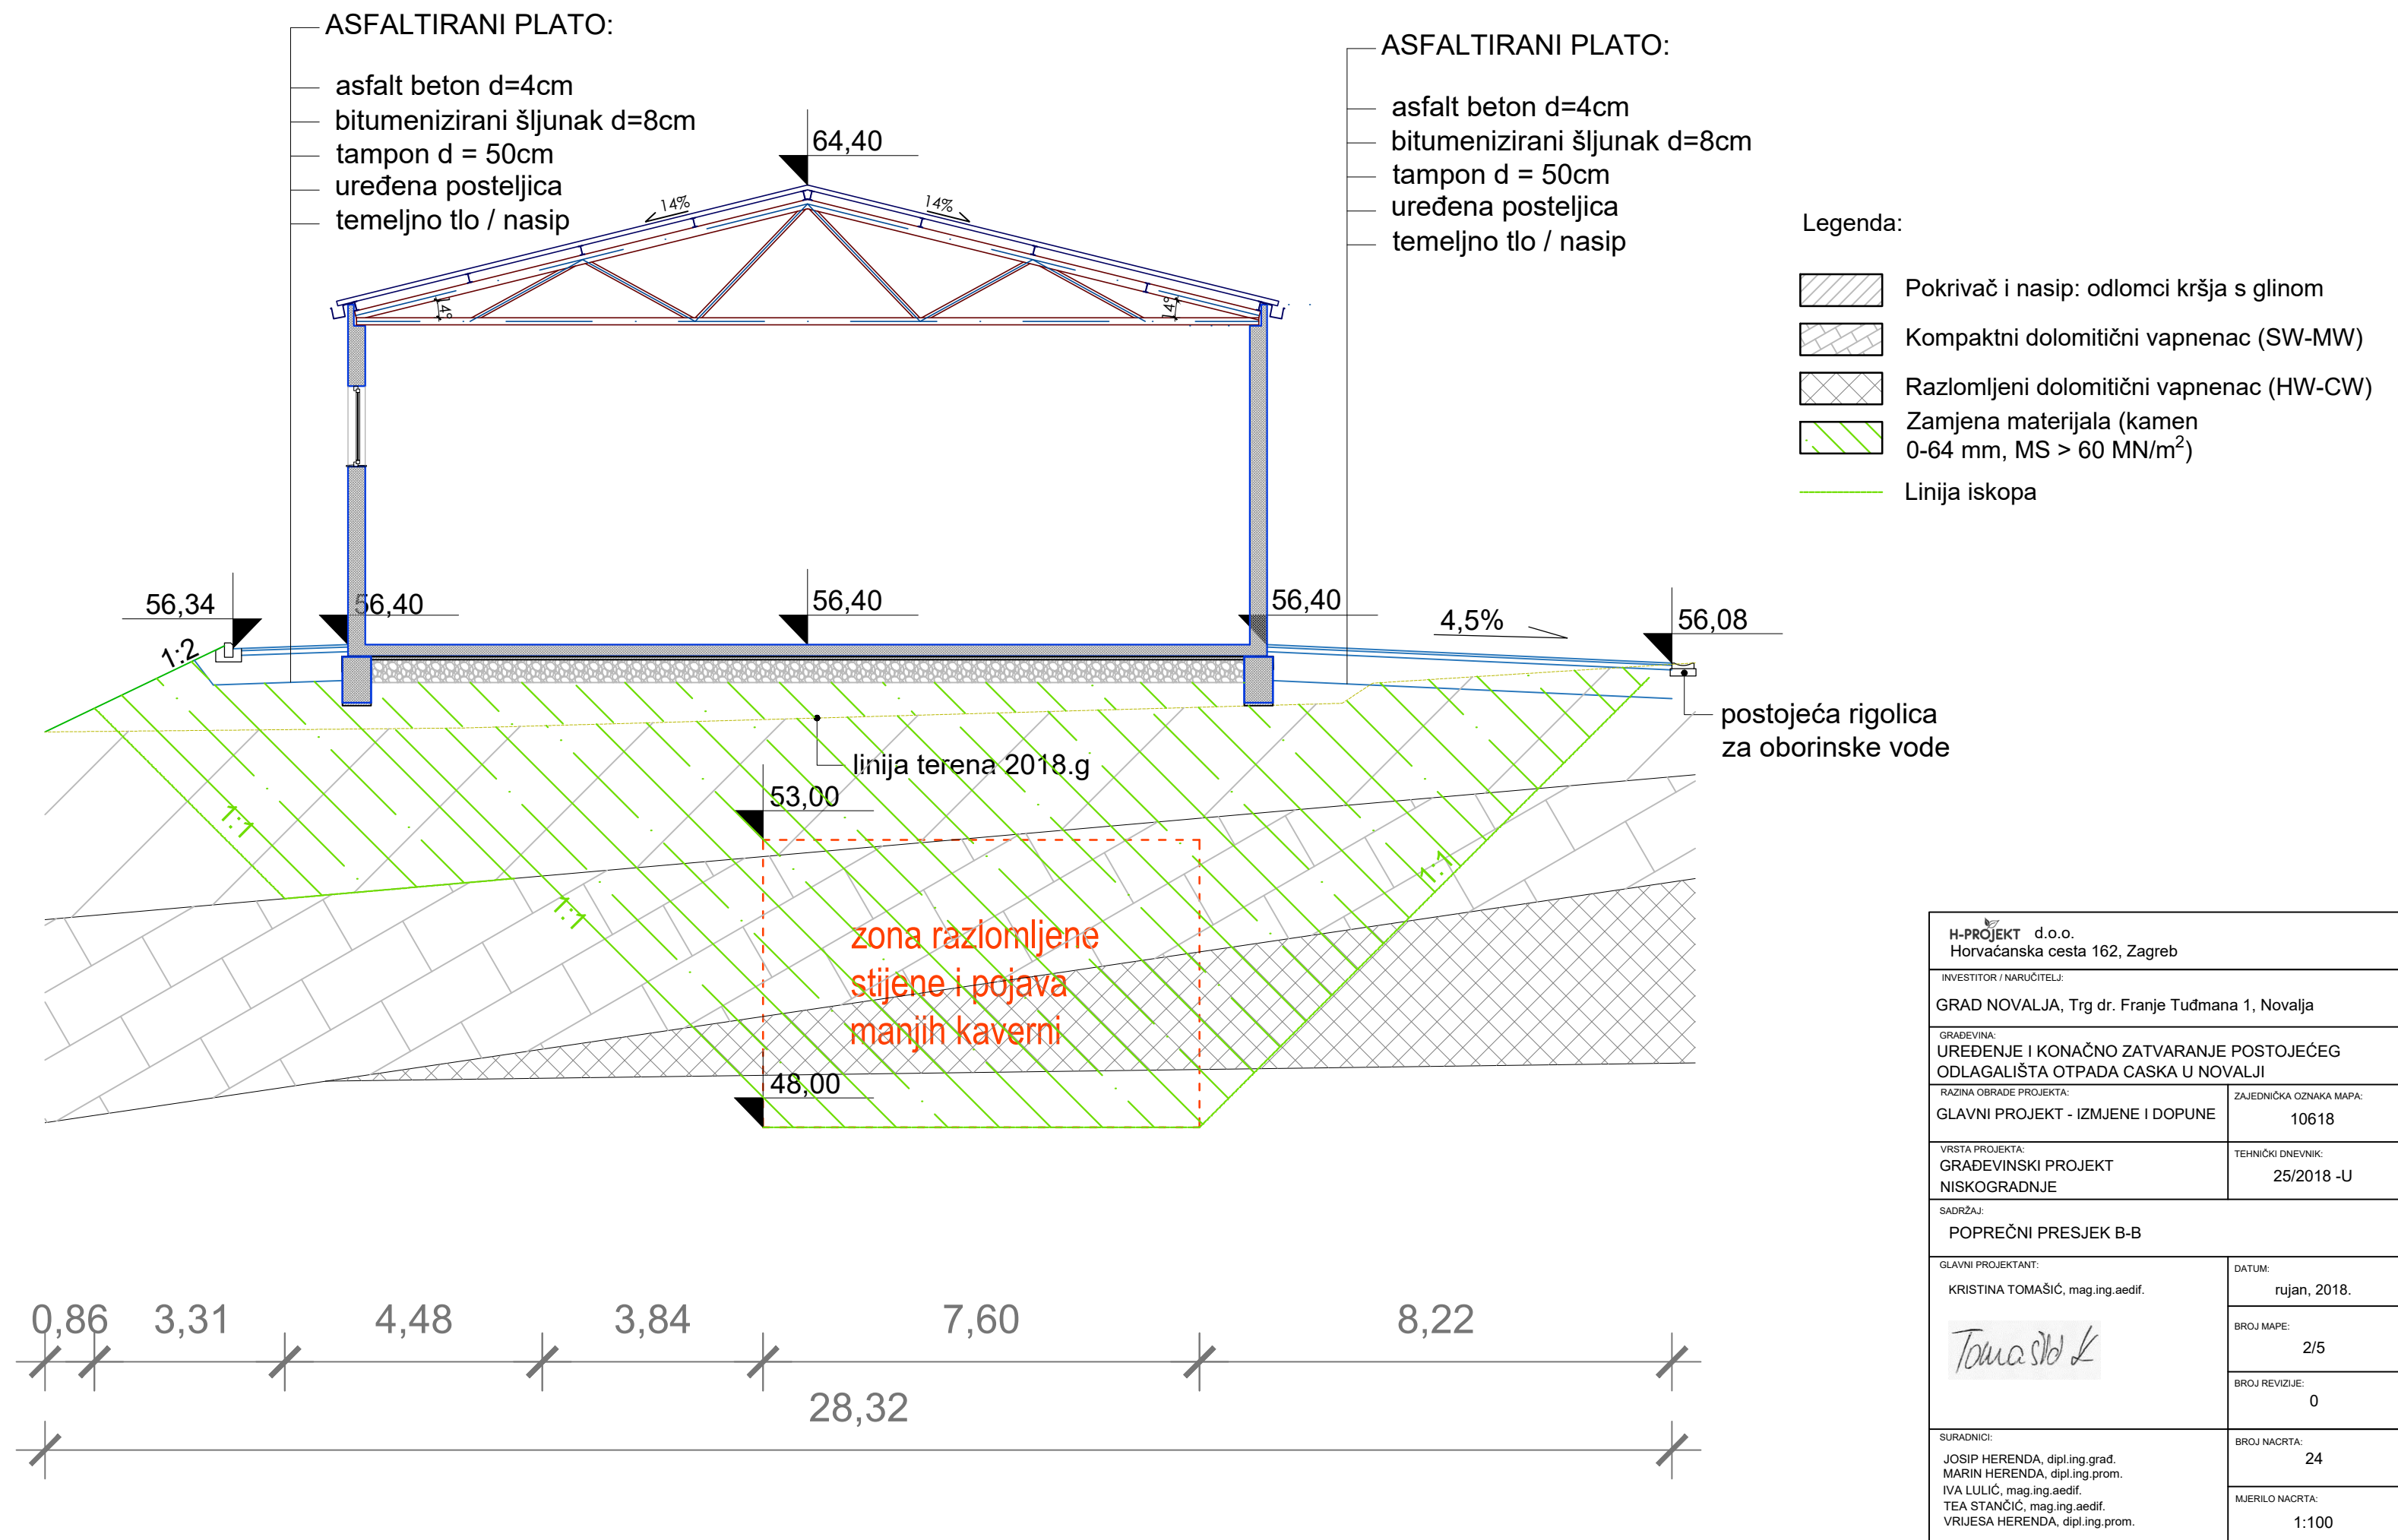 ASFALTIRANI PLATO:
asfalt beton d=4cm
bitumenizirani šljunak d=8cm
tampon d = 50cm
uređena posteljica
temeljno tlo / nasip
ASFALTIRANI PLATO:
asfalt beton d=4cm
bitumenizirani šljunak d=8cm
tampon d = 50cm
uređena posteljica
temeljno tlo / nasip
64,40
14%
14%
14°
14°
Legenda:
Pokrivač i nasip: odlomci kršja s glinom
Kompaktni dolomitični vapnenac (SW-MW)
Razlomljeni dolomitični vapnenac (HW-CW)
Zamjena materijala (kamen
0-64 mm, MS > 60 MN/m²)
Linija iskopa
56,34
56,40
56,40
56,40
4,5%
56,08
1:2
postojeća rigolica
za oborinske vode
linija terena 2018.g
53,00
1:1
1:1
1:1
zona razlomljene
stijene i pojava
manjih kaverni
48,00
0,86
3,31
4,48
3,84
7,60
8,22
28,32
H-PROJEKT d.o.o.
Horvaćanska cesta 162, Zagreb
INVESTITOR / NARUČITELJ:
GRAD NOVALJA, Trg dr. Franje Tuđmana 1, Novalja
GRAĐEVINA:
UREĐENJE I KONAČNO ZATVARANJE POSTOJEĆEG
ODLAGALIŠTA OTPADA CASKA U NOVALJI
RAZINA OBRADE PROJEKTA:
GLAVNI PROJEKT - IZMJENE I DOPUNE
ZAJEDNIČKA OZNAKA MAPA:
10618
VRSTA PROJEKTA:
GRAĐEVINSKI PROJEKT
NISKOGRADNJE
TEHNIČKI DNEVNIK:
25/2018 -U
SADRŽAJ:
POPREČNI PRESJEK B-B
GLAVNI PROJEKTANT:
KRISTINA TOMAŠIĆ, mag.ing.aedif.
Tomašić K
DATUM:
rujan, 2018.
BROJ MAPE:
2/5
BROJ REVIZIJE:
0
SURADNICI:
JOSIP HERENDA, dipl.ing.građ.
MARIN HERENDA, dipl.ing.prom.
IVA LULIĆ, mag.ing.aedif.
TEA STANČIĆ, mag.ing.aedif.
VRIJESA HERENDA, dipl.ing.prom.
BROJ NACRTA:
24
MJERILO NACRTA:
1:100